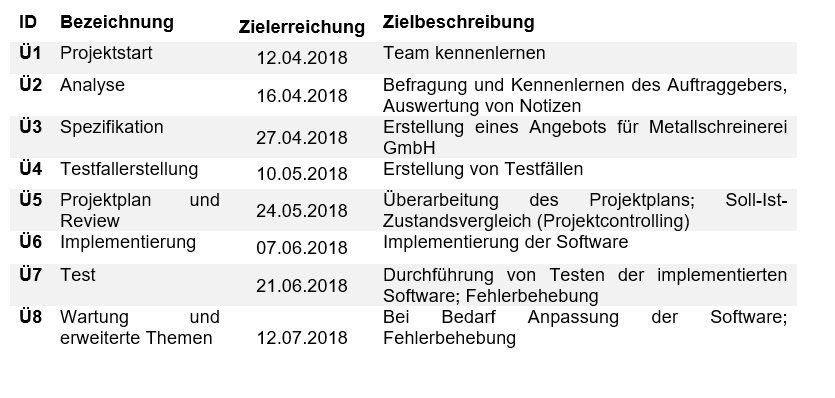 ID Bezeichnung Zielerreichung Zielbeschreibung
Ü1 Projektstart 12.04.2018 Team kennenlernen
Ü2 Analyse 16.04.2018 Befragung und Kennenlernen des Auftraggebers,
Auswertung von Notizen
Ü3 Spezifikation 27.04.2018 Erstellung eines Angebots für Metallschreinerei
GmbH
Ü4 Testfallerstellung 10.05.2018 Erstellung von Testfällen
Ü5 Projektplan und 24.05.2018 Überarbeitung des Projektplans; Soll-Ist-
Review Zustandsvergleich (Projektcontrolling)
Ü6 Implementierung 07.06.2018 Implementierung der Software
Ü7 Test 21.06.2018 Durchführung von Testen der implementierten
Software; Fehlerbehebung
Ü8 Wartung und Bei Bedarf Anpassung der Software;
erweiterte Themen 12.07.2018 Fehlerbehebung